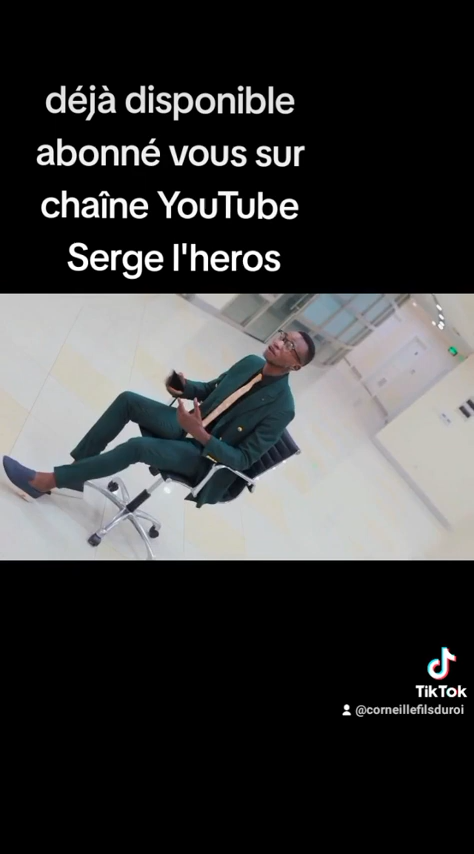 déjà disponible
abonné vous sur
chaîne YouTube
Serge l'heros
TikTok
@corneillefilsduroi